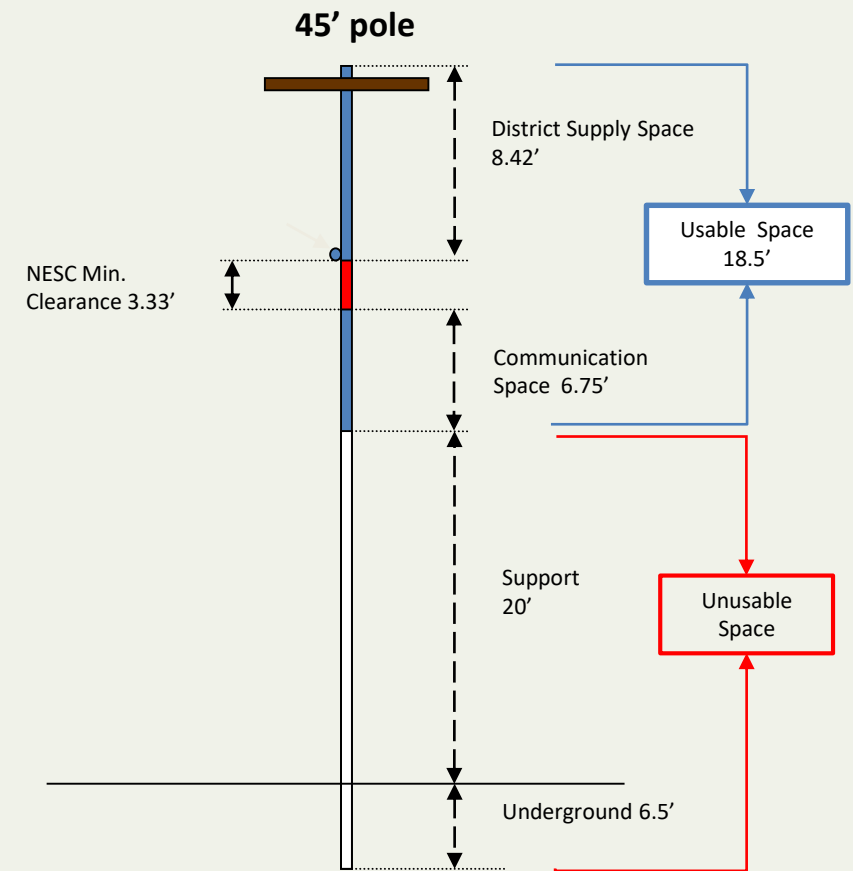 45’ pole
District Supply Space
8.42’
Usable Space
18.5’
NESC Min.
Clearance 3.33’
Communication
Space 6.75’
Support
20’
Unusable
Space
Underground 6.5’